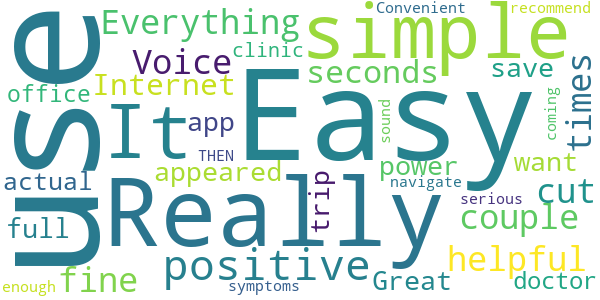 use
Everything
Voice
clinic
Convenient
simple
recommend
Internet
seconds
save
times
office
It
app
Easy
sound
coming
THEN
actual
appeared
trip
power
navigate
want
full
Really
serious
cut
couple
fine
positive
helpful
enough
symptoms
Great
doctor